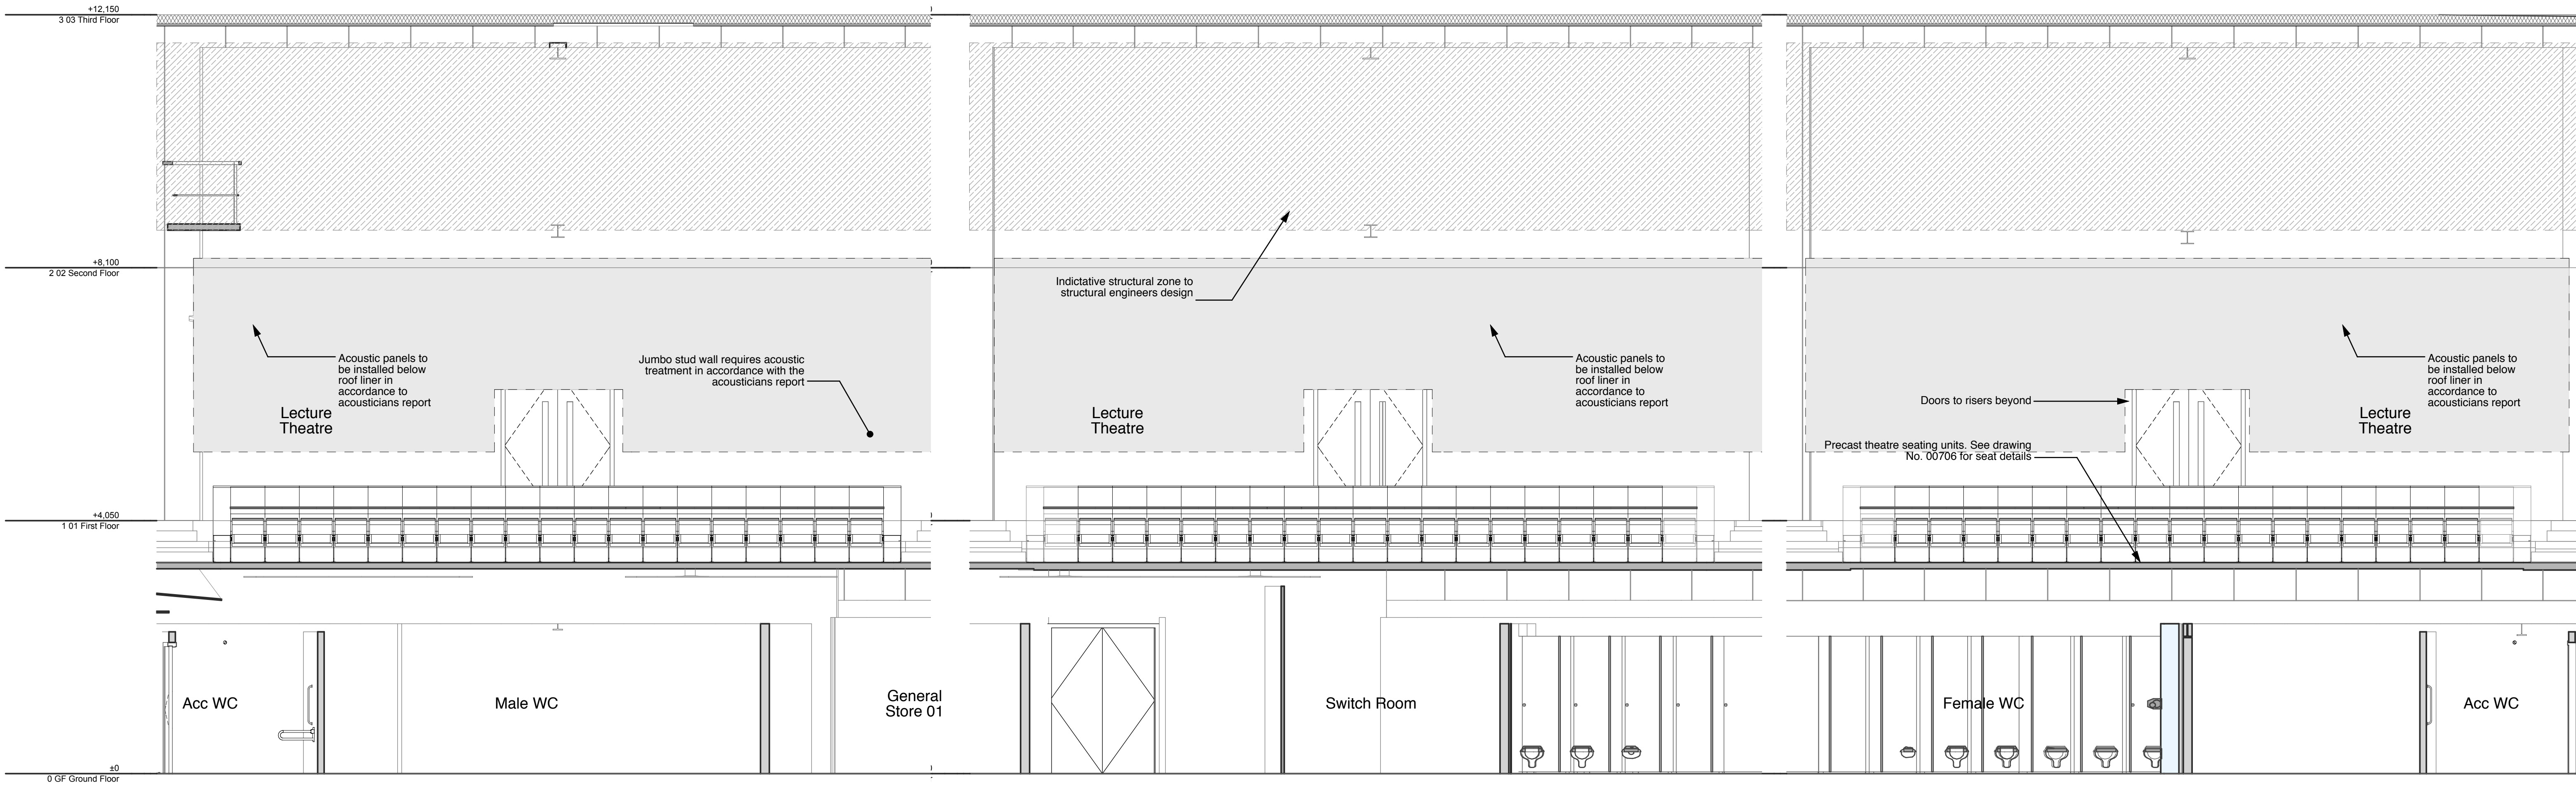 +12,150
3 03 Third Floor
+8,100
2 02 Second Floor
Indictative structural zone to
structural engineers design
Acoustic panels to
be installed below
roof liner in
accordance to
acousticians report
Jumbo stud wall requires acoustic
treatment in accordance with the
acousticians report
Acoustic panels to
be installed below
roof liner in
accordance to
acousticians report
Acoustic panels to
be installed below
roof liner in
accordance to
acousticians report
Doors to risers beyond
Lecture
Theatre
Lecture
Theatre
Lecture
Theatre
Precast theatre seating units. See drawing
No. 00706 for seat details
+4,050
1 01 First Floor
Acc WC
Male WC
General
Store 01
Switch Room
Female WC
Acc WC
±0
0 GF Ground Floor